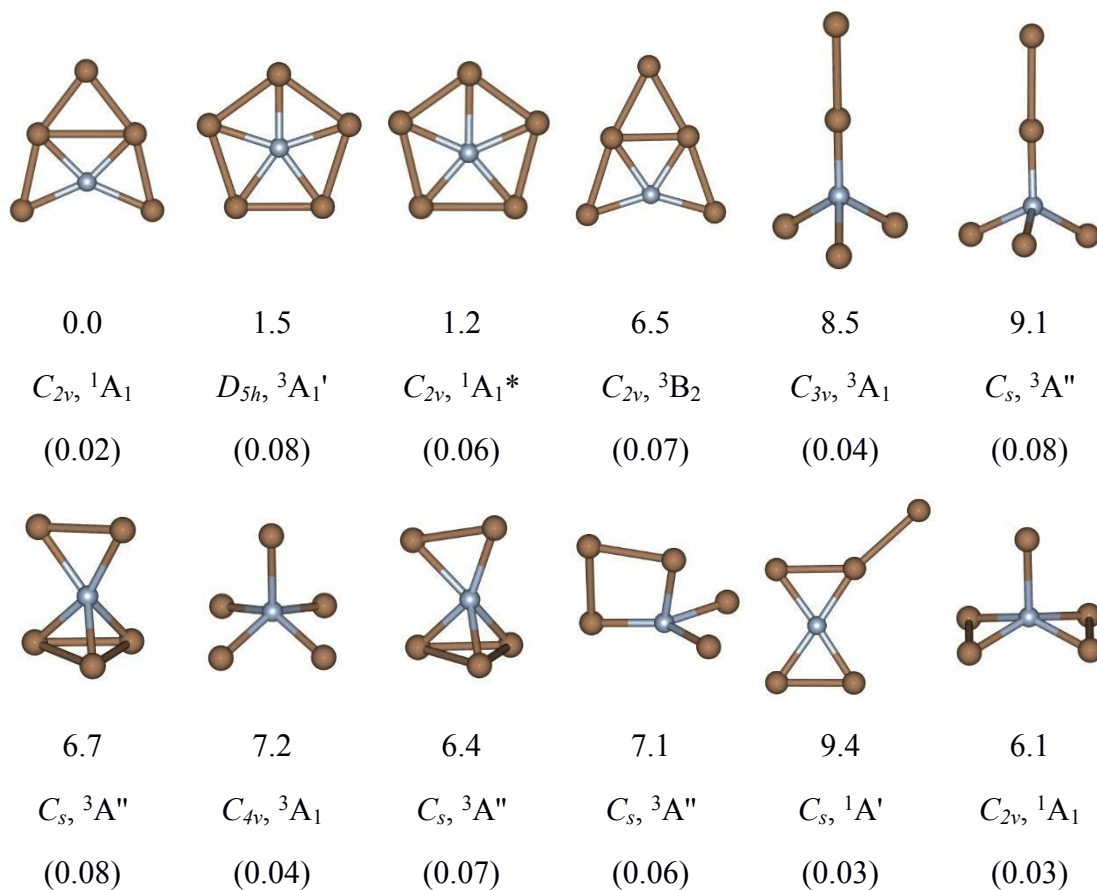 0.0 1.5 1.2 6.5 8.5 9.1
C2v, ¹A₁ D5h, ³A₁' C2v, ¹A₁* C2v, ³B₂ C3v, ³A₁ Cs, ³A"
(0.02) (0.08) (0.06) (0.07) (0.04) (0.08)
6.7 7.2 6.4 7.1 9.4 6.1
Cs, ³A" C4v, ³A₁ Cs, ³A" Cs, ³A" Cs, ¹A' C2v, ¹A₁
(0.08) (0.04) (0.07) (0.06) (0.03) (0.03)